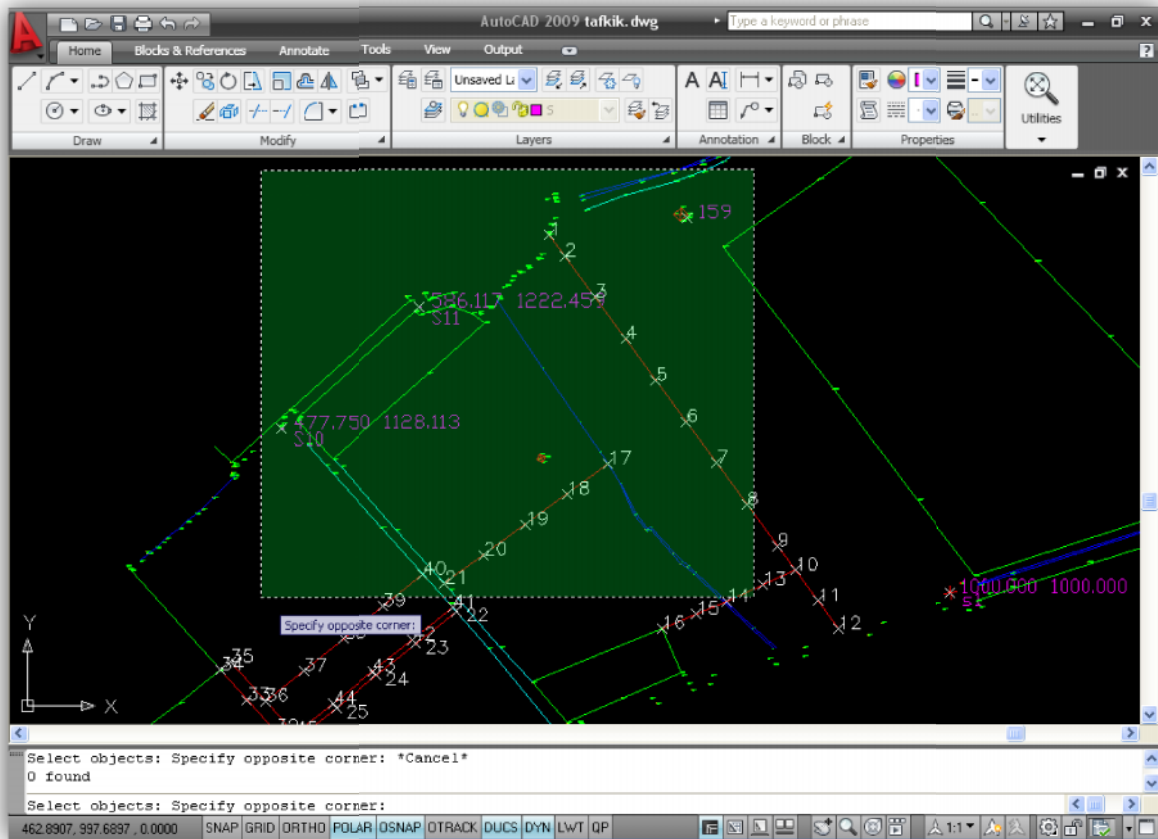 AutoCAD 2009 tafkik.dwg
Type a keyword or phrase
Home Blocks & References Annotate Tools View Output
Unsaved La
S
Utilities
Draw Modify Layers Annotation Block Properties
159
1
2
586.117 1222.459
3
S11
4
5
6
477.750 1128.113
S10
17
7
18
8
19
9
20
10
40
13
21
1000.000 1000.000
39
41
14
11
22
15
Specify opposite corner:
16
12
23
35
34
43
37
24
33
36
44
25
Y
X
Select objects: Specify opposite corner: *Cancel*
0 found
Select objects: Specify opposite corner:
462.8907, 997.6897 , 0.0000 SNAP GRID ORTHO POLAR OSNAP OTRACK DUCS DYN LWT QP 1:1